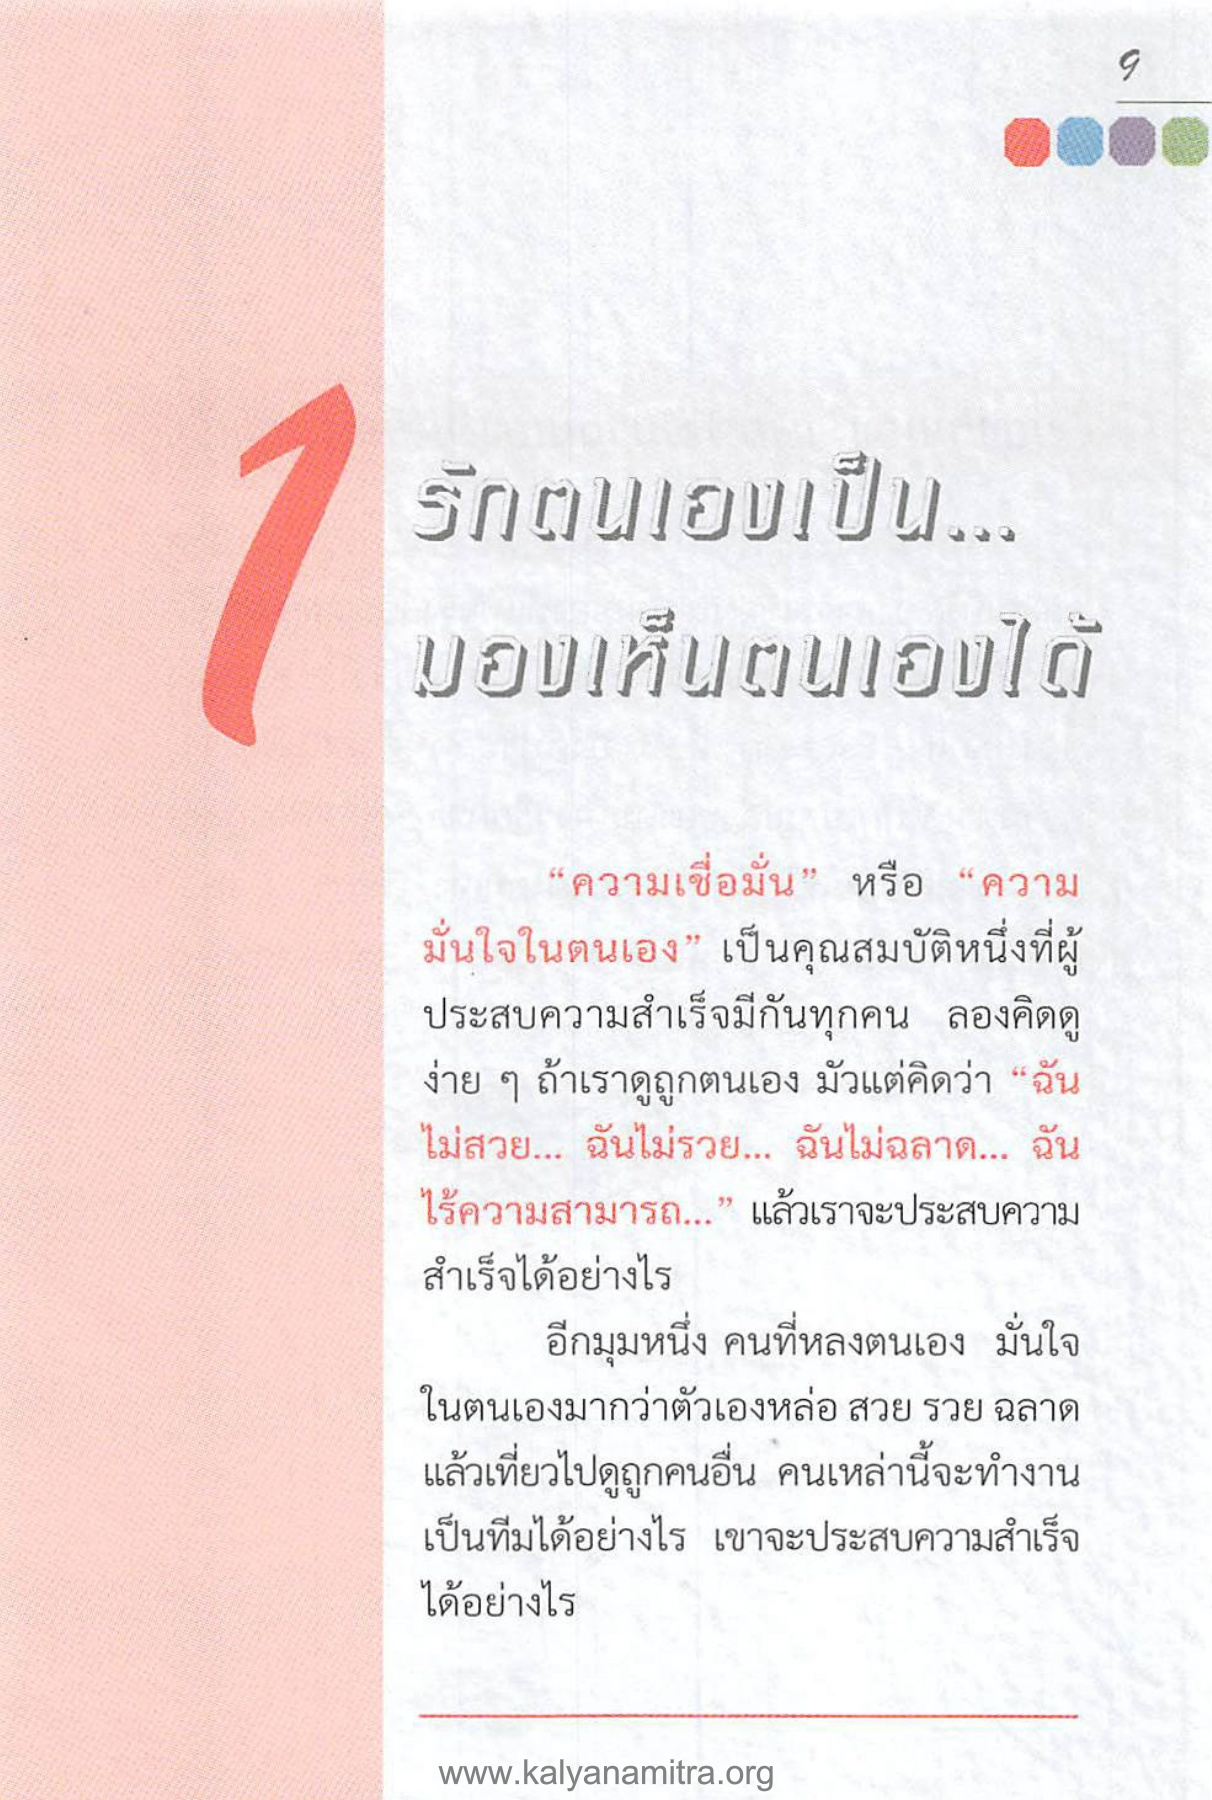 9
1
รักตนเองเป็น...
มองเห็นตนเองได้
“ความเชื่อมั่น” หรือ “ความ
มั่นใจในตนเอง” เป็นคุณสมบัติหนึ่งที่ผู้
ประสบความสำเร็จมีกันทุกคน ลองคิดดู
ง่าย ๆ ถ้าเราดูถูกตนเอง มัวแต่คิดว่า “ฉัน
ไม่สวย... ฉันไม่รวย... ฉันไม่ฉลาด... ฉัน
ไร้ความสามารถ...” แล้วเราจะประสบความ
สำเร็จได้อย่างไร
อีกมุมหนึ่ง คนที่หลงตนเอง มั่นใจ
ในตนเองมากว่าตัวเองหล่อ สวย รวย ฉลาด
แล้วเที่ยวไปดูถูกคนอื่น คนเหล่านี้จะทำงาน
เป็นทีมได้อย่างไร เขาจะประสบความสำเร็จ
ได้อย่างไร
www.kalyanamitra.org